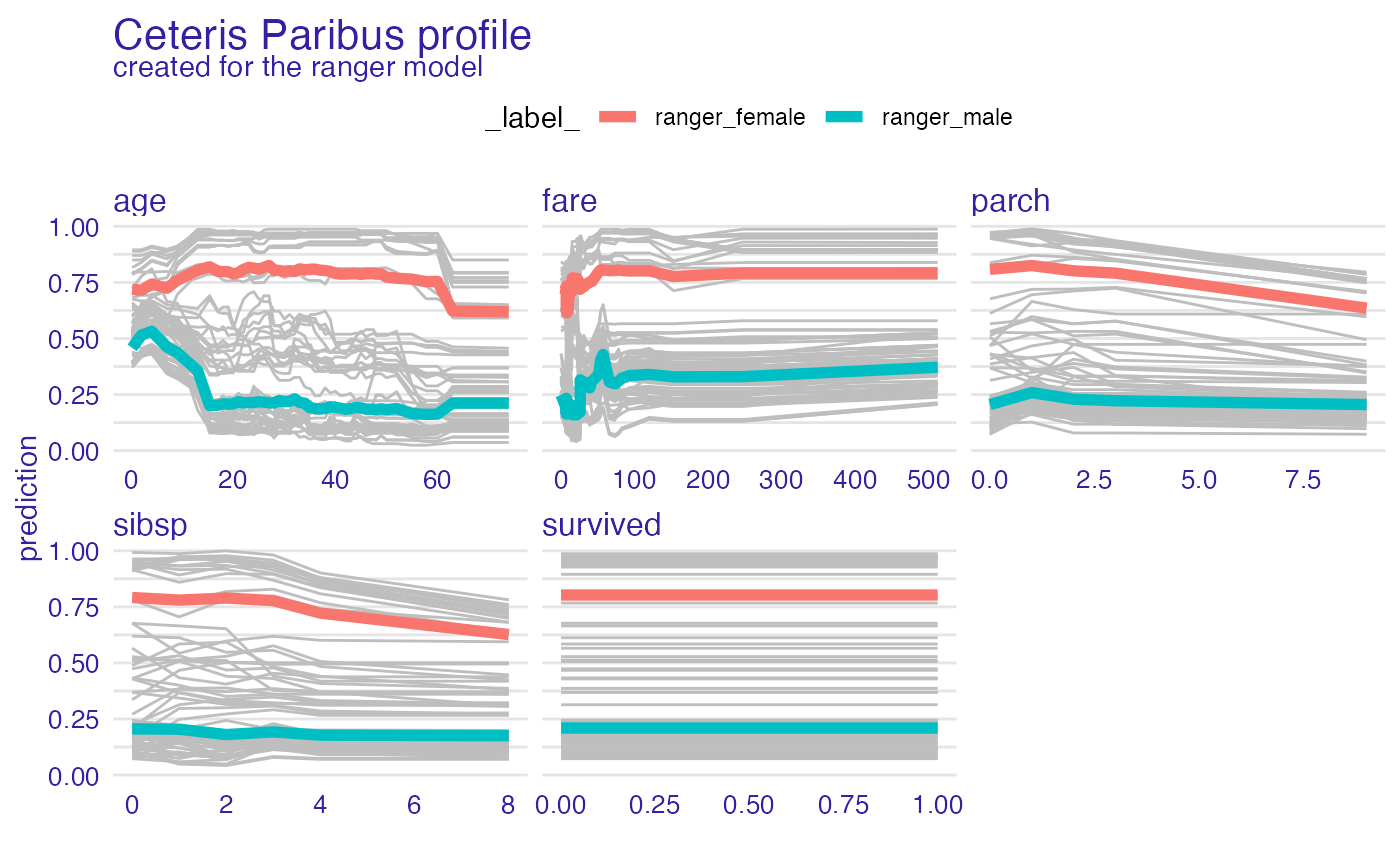 Ceteris Paribus profile
created for the ranger model
_label_ ranger_female ranger_male
age fare parch
1.00
0.75
0.50
0.25
0.00
0 20 40 60 0 100 200 300 400 500 0.0 2.5 5.0 7.5
prediction
sibsp survived
1.00
0.75
0.50
0.25
0.00
0 2 4 6 8 0.00 0.25 0.50 0.75 1.00